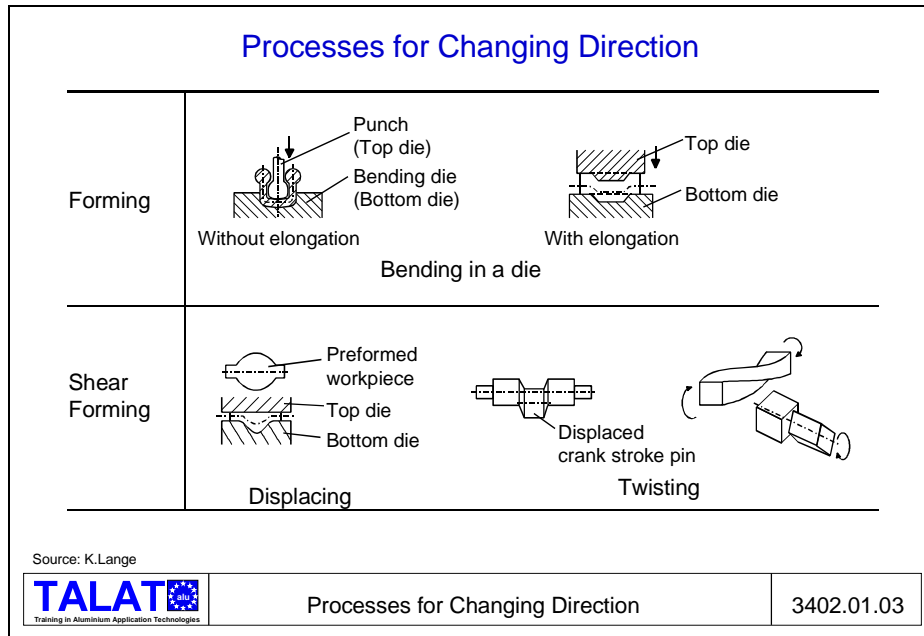 Processes for Changing Direction
Forming
Punch
(Top die)
Bending die
(Bottom die)
Without elongation
Top die
Bottom die
With elongation
Bending in a die
Shear
Forming
Preformed
workpiece
Top die
Bottom die
Displacing
Displaced
crank stroke pin
Twisting
Source: K.Lange
TALAT
alu
Training in Aluminium Application Technologies
Processes for Changing Direction
3402.01.03